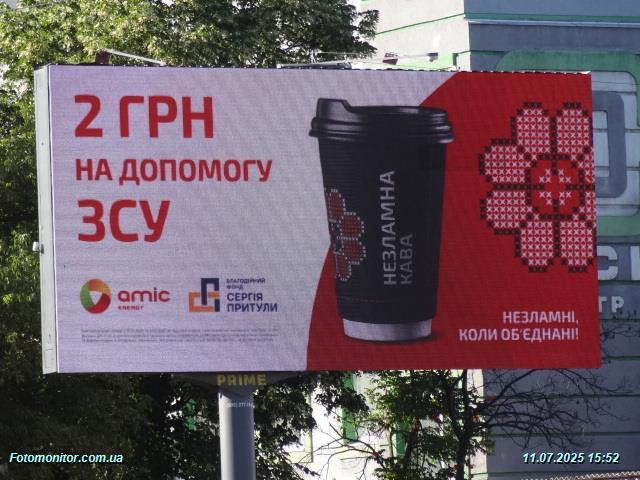 2 ГРН
НА ДОПОМОГУ
ЗСУ
amic
ENERGY
БЛАГОДІЙНИЙ
ФОНД
СЕРГІЯ
ПРИТУЛИ
НЕЗЛАМНА
КАВА
НЕЗЛАМНІ,
КОЛИ ОБ'ЄДНАНІ!
PRIME
Fotomonitor.com.ua
11.07.2025 15:52